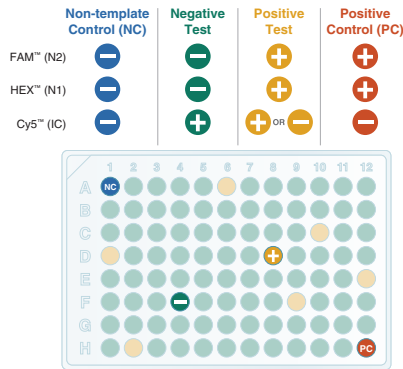 Non-template Control (NC)
Negative Test
Positive Test
Positive Control (PC)
FAM™ (N2) − − + +
HEX™ (N1) − − + +
Cy5™ (IC) − + + OR − −
1 2 3 4 5 6 7 8 9 10 11 12
A NC
B
C
D +
E
F −
G
H PC